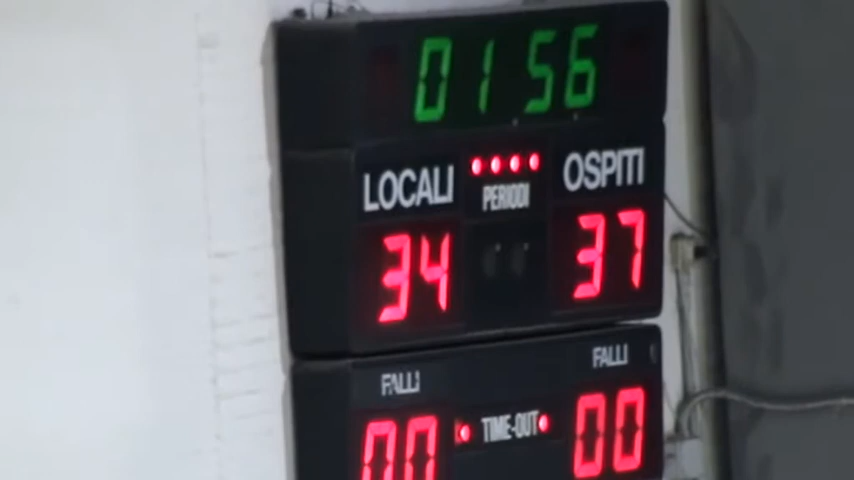 01 56
LOCALI OSPITI
PERIODI
34 37
FALLI FALLI
TIME-OUT
00 00